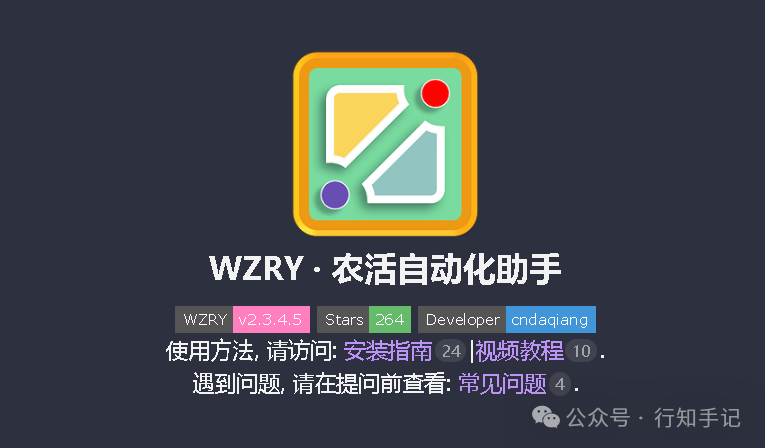 WZRY · 农活自动化助手
WZRY v2.3.4.5 Stars 264 Developer cndaqiang
使用方法, 请访问: 安装指南 24 |视频教程 10 .
遇到问题, 请在提问前查看: 常见问题 4 .
公众号 · 行知手记